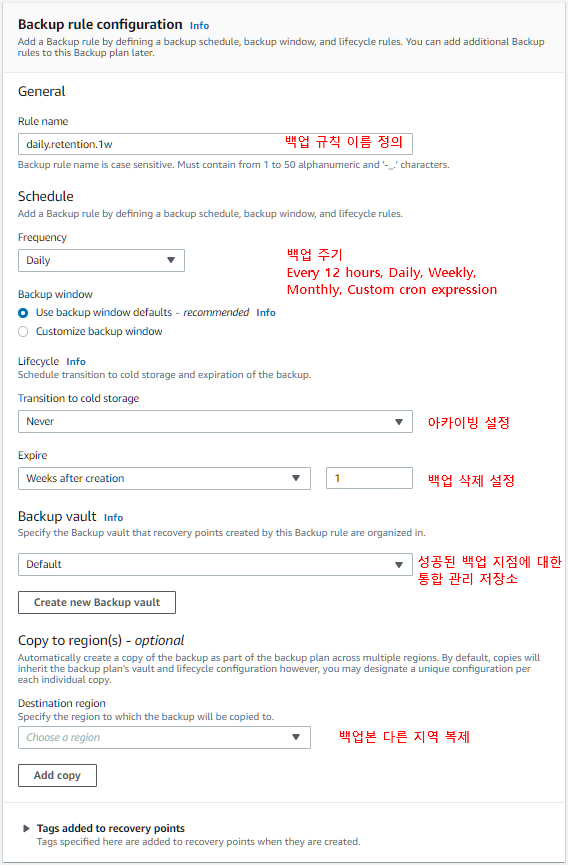 Backup rule configuration Info
Add a Backup rule by defining a backup schedule, backup window, and lifecycle rules. You can add additional Backup
rules to this Backup plan later.
General
Rule name
daily.retention.1w
백업 규칙 이름 정의
Backup rule name is case sensitive. Must contain from 1 to 50 alphanumeric and '-_.' characters.
Schedule
Add a Backup rule by defining a backup schedule, backup window, and lifecycle rules.
Frequency
Daily
백업 주기
Every 12 hours, Daily, Weekly,
Monthly, Custom cron expression
Backup window
Use backup window defaults - recommended Info
Customize backup window
Lifecycle Info
Schedule transition to cold storage and expiration of the backup.
Transition to cold storage
Never
아카이빙 설정
Expire
Weeks after creation
1
백업 삭제 설정
Backup vault Info
Specify the Backup vault that recovery points created by this Backup rule are organized in.
Default
성공된 백업 지점에 대한
통합 관리 저장소
Create new Backup vault
Copy to region(s) - optional
Automatically create a copy of the backup as part of the backup plan across multiple regions. By default, copies will
inherit the backup plan's vault and lifecycle configuration however, you may designate a unique configuration per
each individual copy.
Destination region
Specify the region to which the backup will be copied to.
Choose a region
백업본 다른 지역 복제
Add copy
Tags added to recovery points
Tags specified here are added to recovery points when they are created.